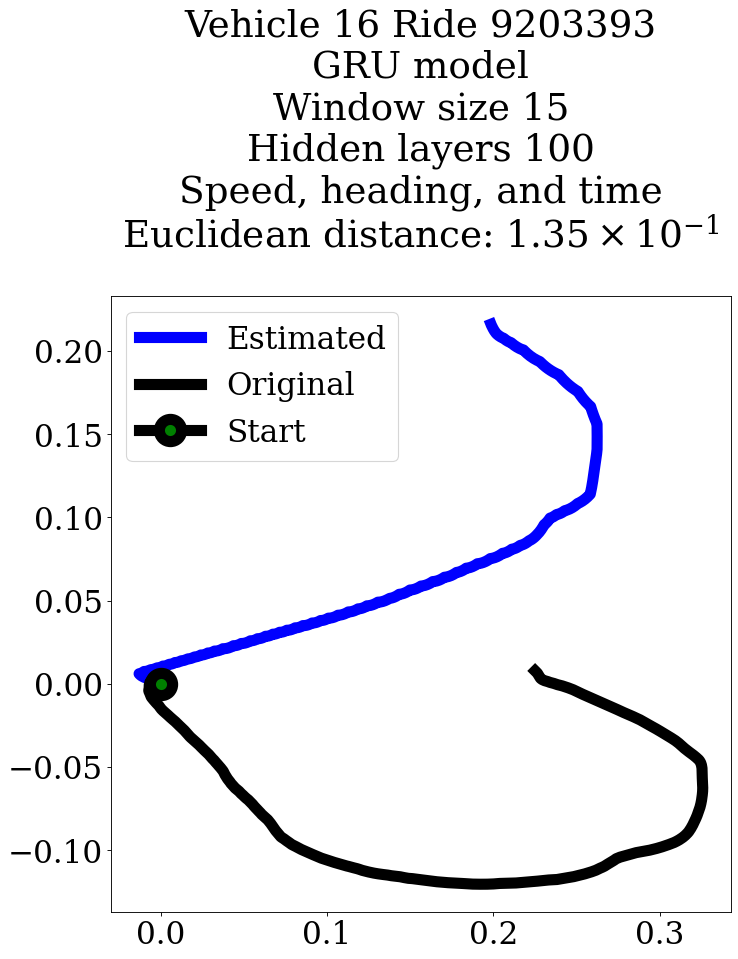 Vehicle 16 Ride 9203393
GRU model
Window size 15
Hidden layers 100
Speed, heading, and time
Euclidean distance: 1.35 × 10⁻¹
Estimated
Original
Start
0.20
0.15
0.10
0.05
0.00
−0.05
−0.10
0.0 0.1 0.2 0.3